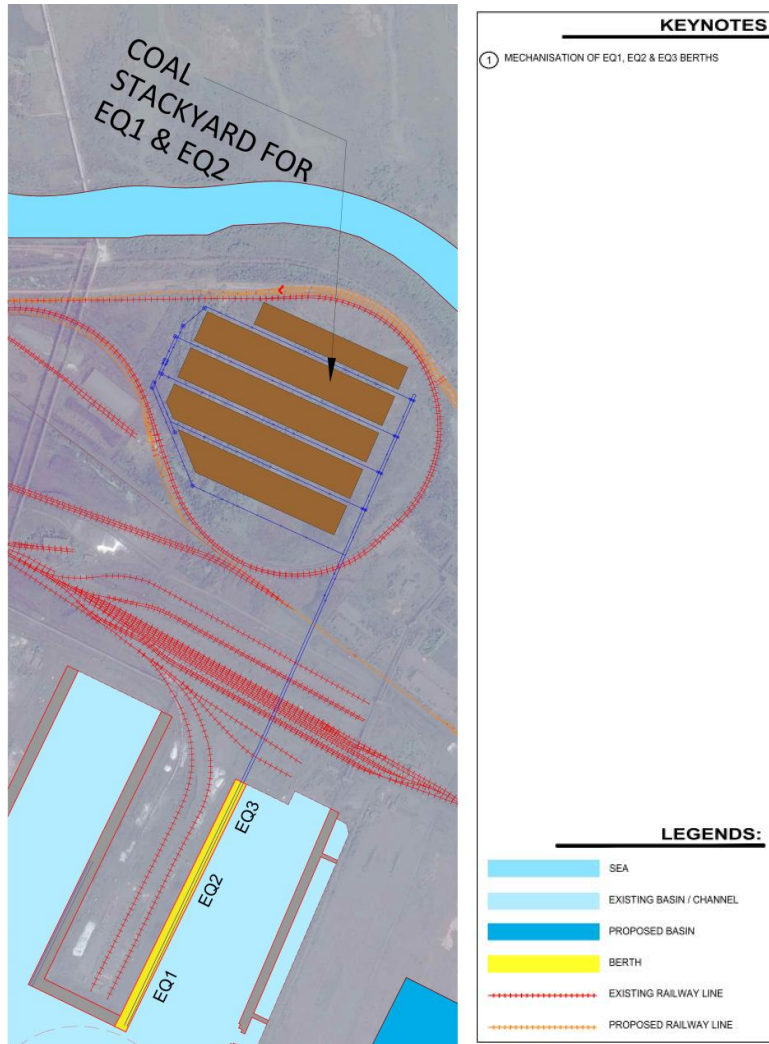 COAL
STACKYARD FOR
EQ1 & EQ2
EQ3
EQ2
EQ1
KEYNOTES
1 MECHANISATION OF EQ1, EQ2 & EQ3 BERTHS
LEGENDS:
SEA
EXISTING BASIN / CHANNEL
PROPOSED BASIN
BERTH
EXISTING RAILWAY LINE
PROPOSED RAILWAY LINE